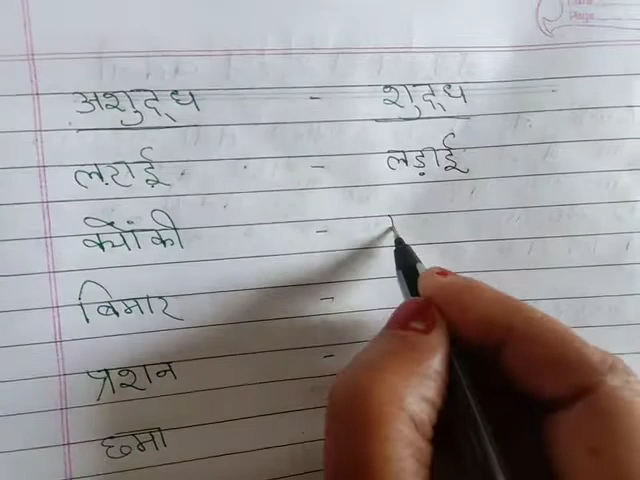 अशुद्ध - शुद्ध
लराई - लड़ाई
क्योंकी -
बिमार -
प्रशन -
छमा